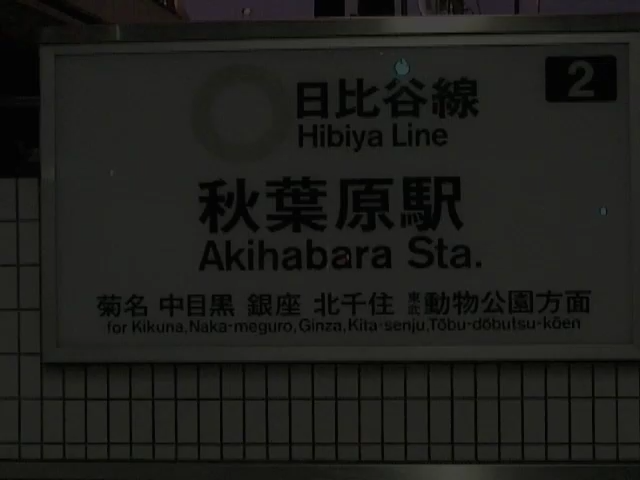 日比谷線
2
Hibiya Line
秋葉原駅
Akihabara Sta.
菊名 中目黒 銀座 北千住 東武動物公園方面
for Kikuna,Naka-meguro,Ginza,Kita-senju,Tōbu-dōbutsu-kōen